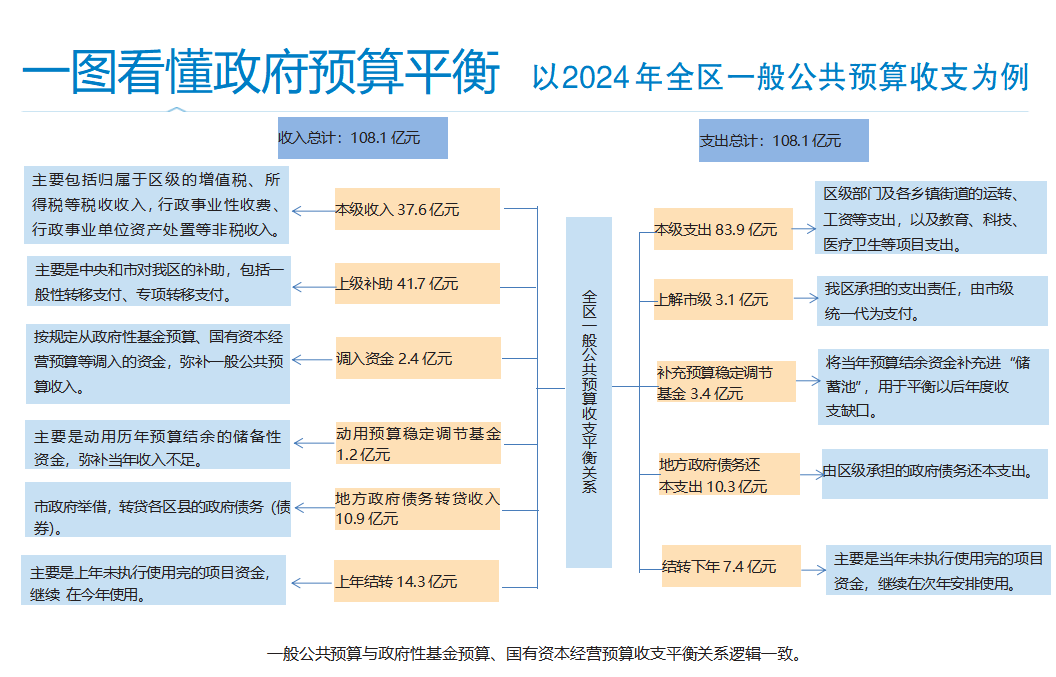 一图看懂政府预算平衡 以2024年全区一般公共预算收支为例
收入总计：108.1 亿元
主要包括归属于区级的增值税、所
得税等税收收入，行政事业性收费、
行政事业单位资产处置等非税收入。
本级收入 37.6 亿元
主要是中央和市对我区的补助，包括一
般性转移支付、专项转移支付。
上级补助 41.7 亿元
按规定从政府性基金预算、国有资本经
营预算等调入的资金，弥补一般公共预
算收入。
调入资金 2.4 亿元
主要是动用历年预算结余的储备性
资金，弥补当年收入不足。
动用预算稳定调节基金
1.2 亿元
市政府举借，转贷各区县的政府债务（债
券）。
地方政府债务转贷收入
10.9 亿元
主要是上年未执行使用完的项目资金，
继续 在今年使用。
上年结转 14.3 亿元
全区一般公共预算收支平衡关系
支出总计：108.1 亿元
本级支出 83.9 亿元
区级部门及各乡镇街道的运转、
工资等支出，以及教育、科技、
医疗卫生等项目支出。
上解市级 3.1 亿元
我区承担的支出责任，由市级
统一代为支付。
补充预算稳定调节
基金 3.4 亿元
将当年预算结余资金补充进“储
蓄池”，用于平衡以后年度收
支缺口。
地方政府债务还
本支出 10.3 亿元
由区级承担的政府债务还本支出。
结转下年 7.4 亿元
主要是当年未执行使用完的项目
资金，继续在次年安排使用。
一般公共预算与政府性基金预算、国有资本经营预算收支平衡关系逻辑一致。